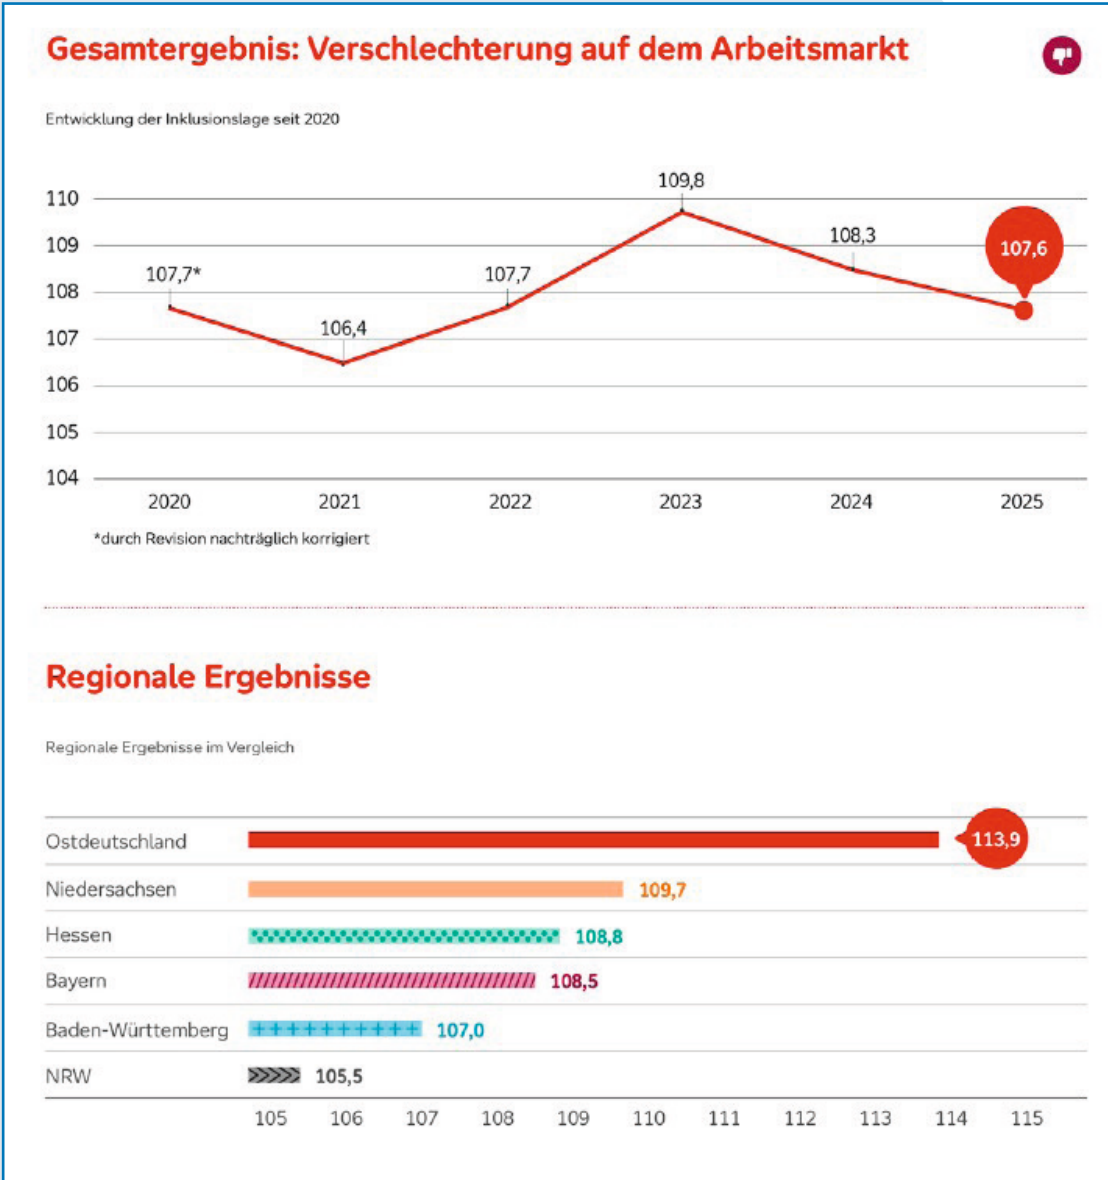 Gesamtergebnis: Verschlechterung auf dem Arbeitsmarkt
Entwicklung der Inklusionslage seit 2020
110
109
108
107
106
105
104
107,7*
106,4
107,7
109,8
108,3
107,6
2020 2021 2022 2023 2024 2025
*durch Revision nachträglich korrigiert
Regionale Ergebnisse
Regionale Ergebnisse im Vergleich
Ostdeutschland 113,9
Niedersachsen 109,7
Hessen 108,8
Bayern 108,5
Baden-Württemberg 107,0
NRW 105,5
105 106 107 108 109 110 111 112 113 114 115